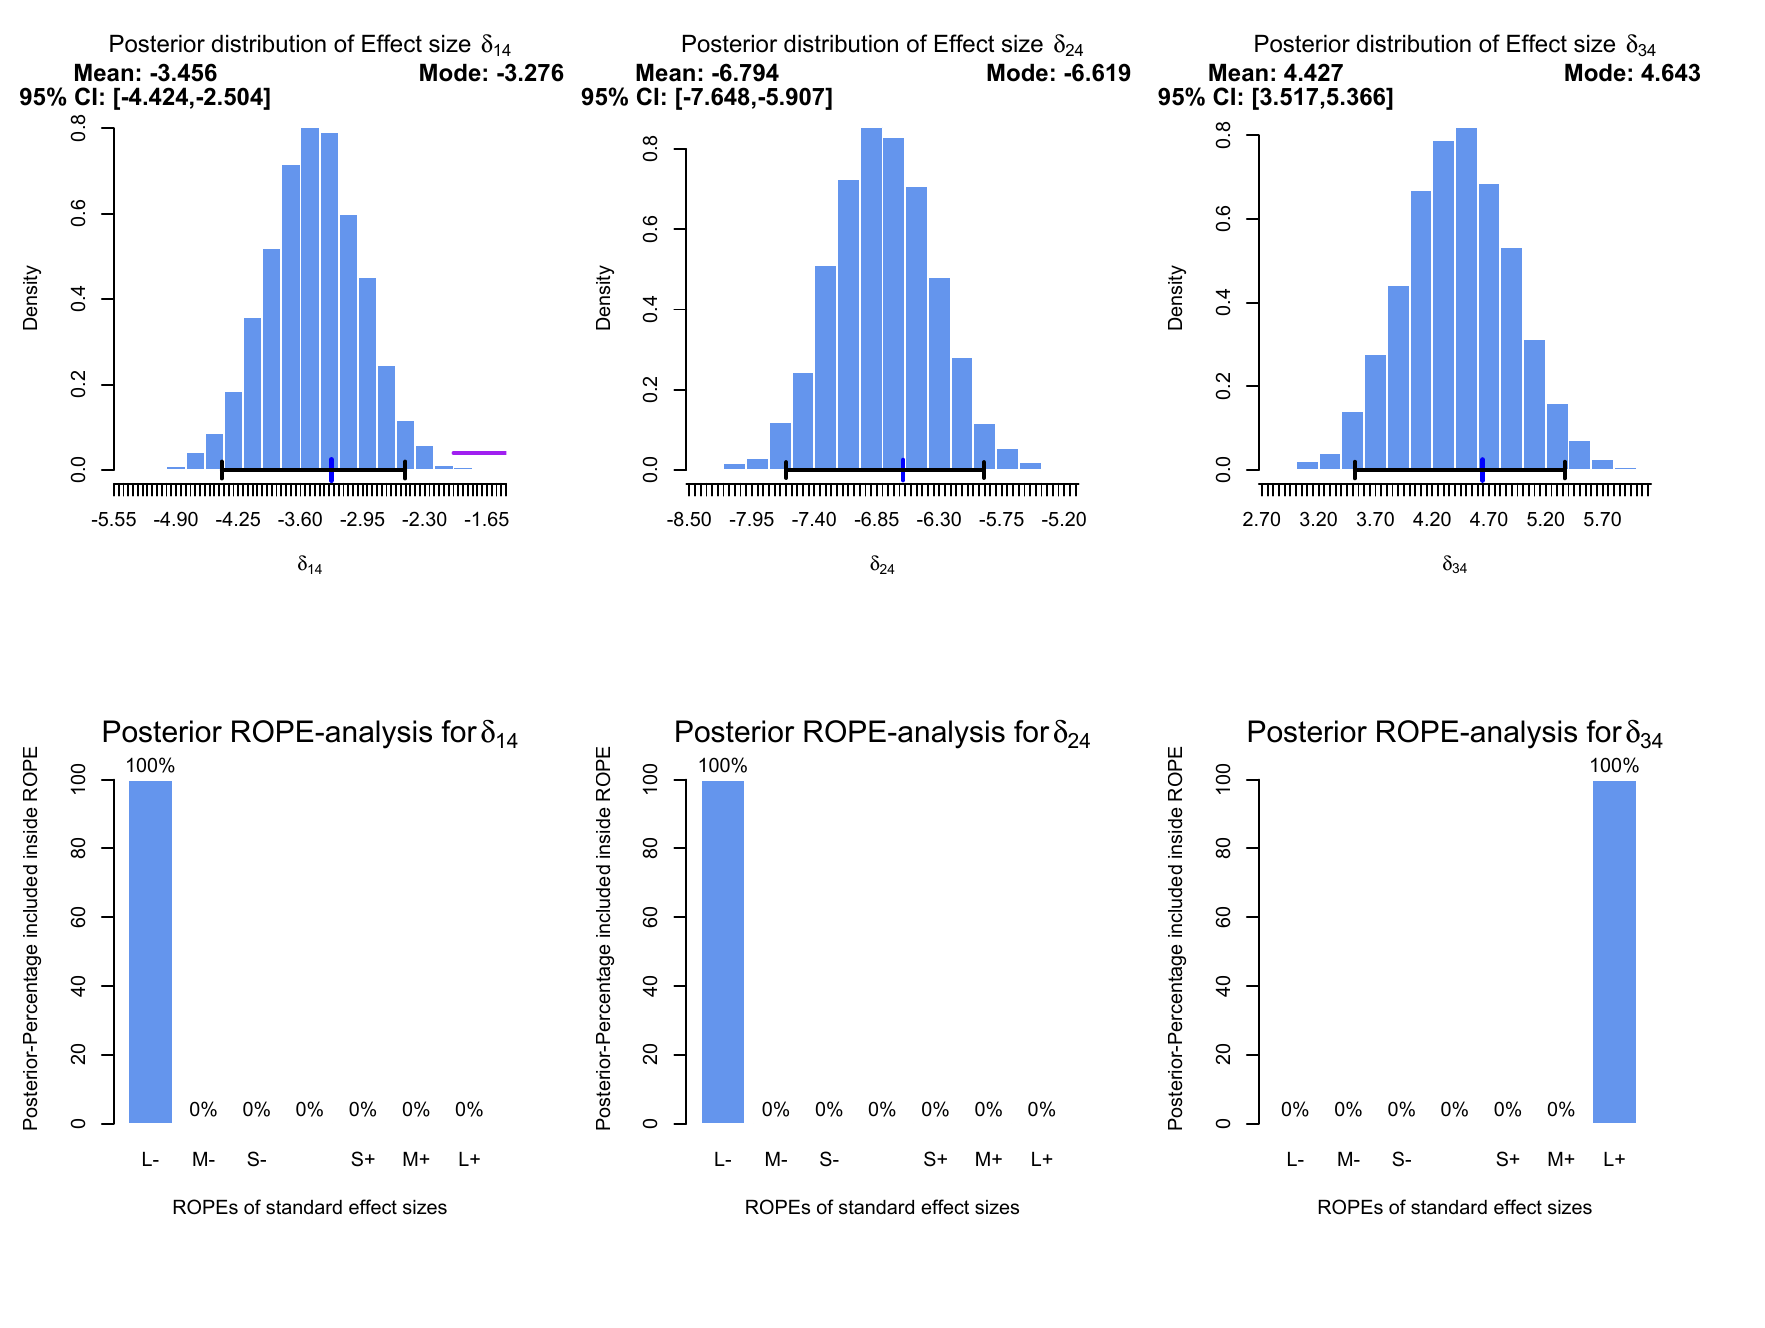 Posterior distribution of Effect size δ14
Mean: -3.456 Mode: -3.276
95% CI: [-4.424,-2.504]
Density
0.0 0.2 0.4 0.6 0.8
-5.55 -4.90 -4.25 -3.60 -2.95 -2.30 -1.65
δ14
Posterior distribution of Effect size δ24
Mean: -6.794 Mode: -6.619
95% CI: [-7.648,-5.907]
Density
0.0 0.2 0.4 0.6 0.8
-8.50 -7.95 -7.40 -6.85 -6.30 -5.75 -5.20
δ24
Posterior distribution of Effect size δ34
Mean: 4.427 Mode: 4.643
95% CI: [3.517,5.366]
Density
0.0 0.2 0.4 0.6 0.8
2.70 3.20 3.70 4.20 4.70 5.20 5.70
δ34
Posterior ROPE-analysis for δ14
Posterior-Percentage included inside ROPE
0 20 40 60 80 100
100% 0% 0% 0% 0% 0% 0%
L- M- S- S+ M+ L+
ROPEs of standard effect sizes
Posterior ROPE-analysis for δ24
Posterior-Percentage included inside ROPE
0 20 40 60 80 100
100% 0% 0% 0% 0% 0% 0%
L- M- S- S+ M+ L+
ROPEs of standard effect sizes
Posterior ROPE-analysis for δ34
Posterior-Percentage included inside ROPE
0 20 40 60 80 100
0% 0% 0% 0% 0% 0% 100%
L- M- S- S+ M+ L+
ROPEs of standard effect sizes